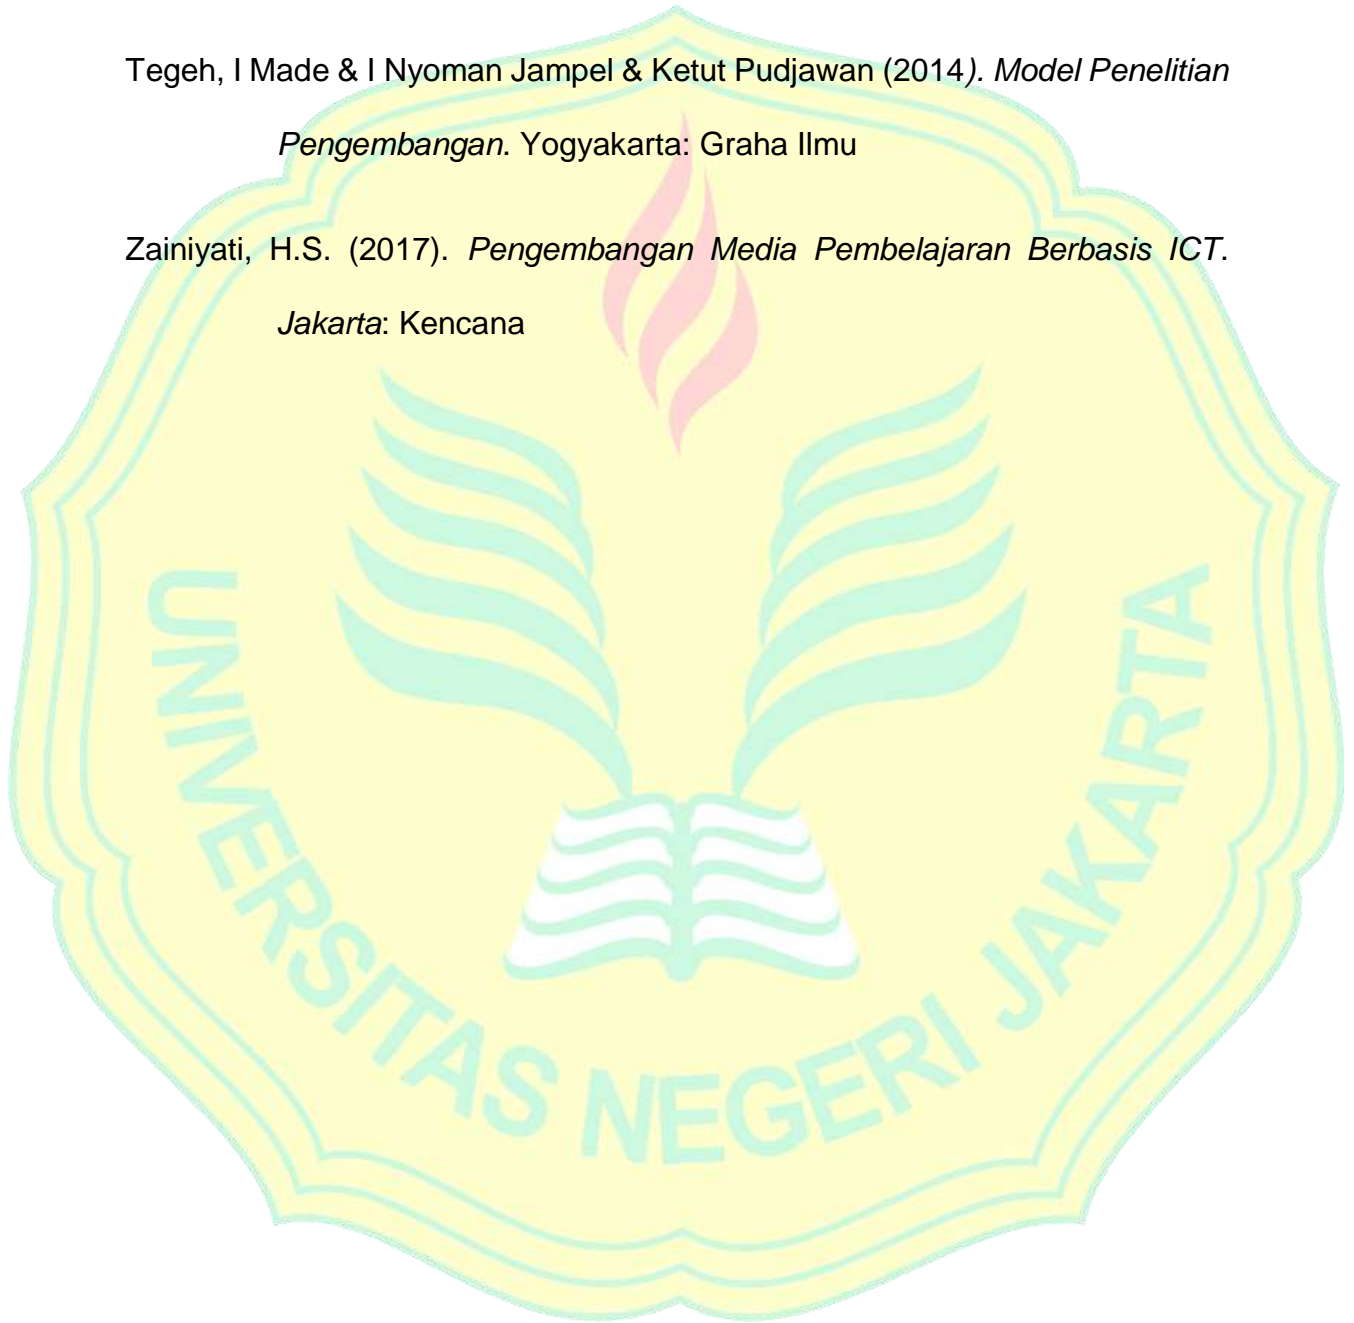 Tegeh, I Made & I Nyoman Jampel & Ketut Pudjawan (2014). Model Penelitian
Pengembangan. Yogyakarta: Graha Ilmu
Zainiyati, H.S. (2017). Pengembangan Media Pembelajaran Berbasis ICT.
Jakarta: Kencana
UNIVERSITAS NEGERI JAKARTA